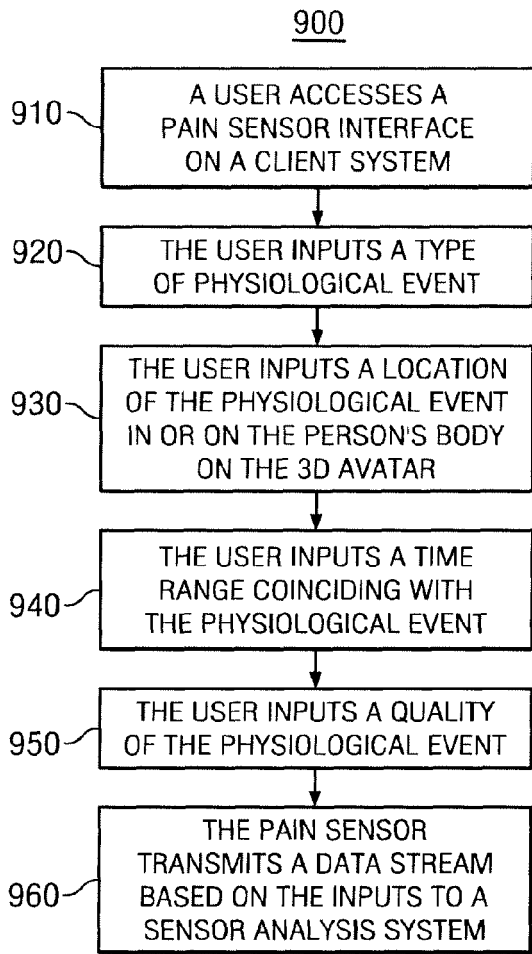 900
910
A USER ACCESSES A
PAIN SENSOR INTERFACE
ON A CLIENT SYSTEM
920
THE USER INPUTS A TYPE
OF PHYSIOLOGICAL EVENT
930
THE USER INPUTS A LOCATION
OF THE PHYSIOLOGICAL EVENT
IN OR ON THE PERSON'S BODY
ON THE 3D AVATAR
940
THE USER INPUTS A TIME
RANGE COINCIDING WITH
THE PHYSIOLOGICAL EVENT
950
THE USER INPUTS A QUALITY
OF THE PHYSIOLOGICAL EVENT
960
THE PAIN SENSOR
TRANSMITS A DATA STREAM
BASED ON THE INPUTS TO A
SENSOR ANALYSIS SYSTEM